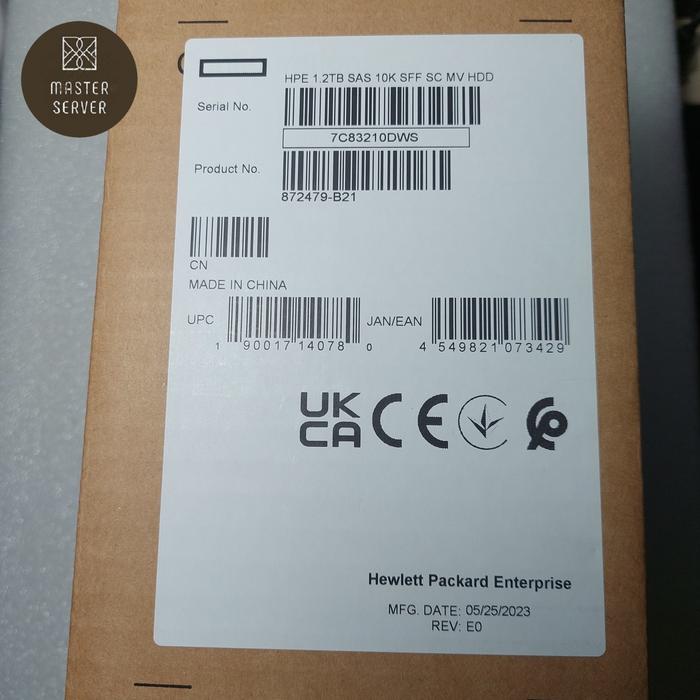 MASTER
SERVER
HPE 1.2TB SAS 10K SFF SC MV HDD
Serial No.
7C83210DWS
Product No.
872479-B21
CN
MADE IN CHINA
UPC
1 90017 14078 0
JAN/EAN
4 549821 073429
UK
CA CE
Hewlett Packard Enterprise
MFG. DATE: 05/25/2023
REV: E0